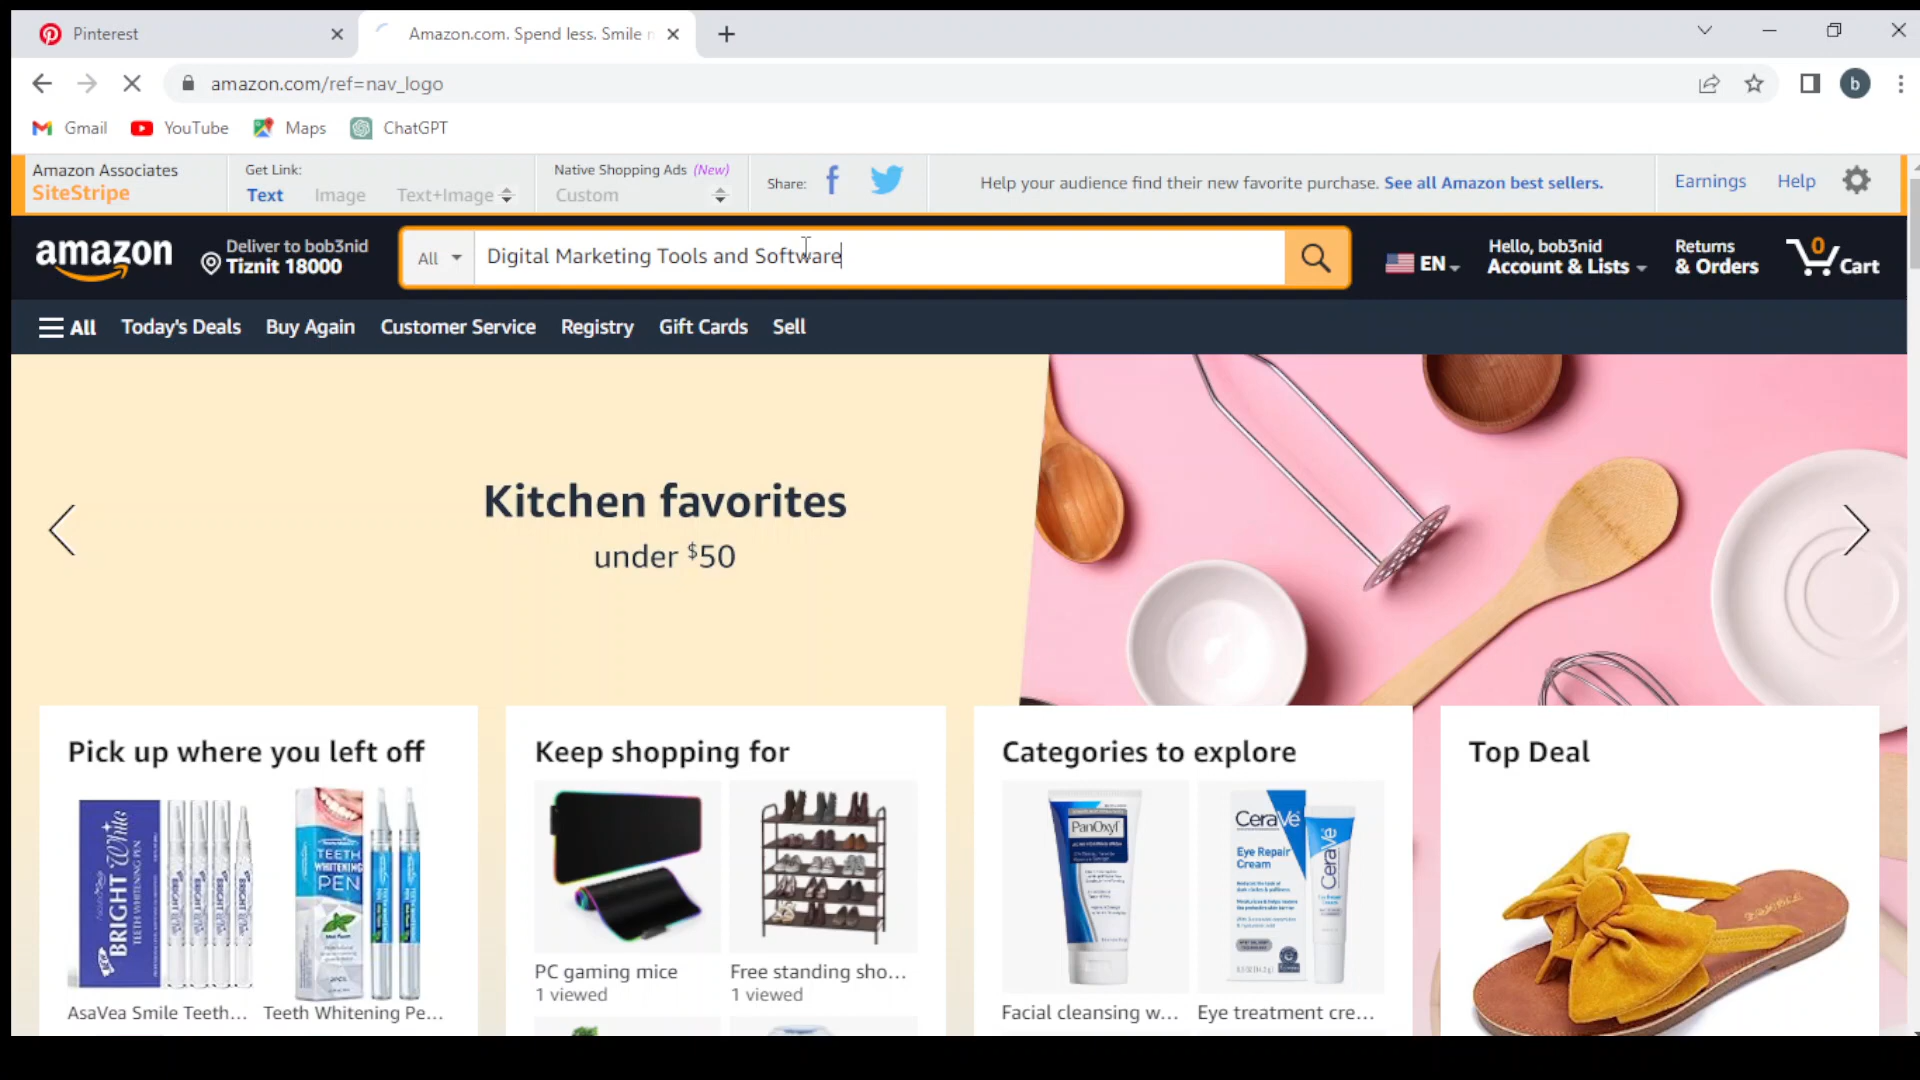 Pinterest
Amazon.com. Spend less. Smile
amazon.com/ref=nav_logo
b
Gmail YouTube Maps ChatGPT
Amazon Associates
SiteStripe
Get Link:
Text Image Text+Image
Native Shopping Ads (New)
Custom
Share:
Help your audience find their new favorite purchase. See all Amazon best sellers.
Earnings Help
amazon
Deliver to bob3nid
Tiznit 18000
All
Digital Marketing Tools and Software
EN
Hello, bob3nid
Account & Lists
Returns
& Orders
0
Cart
All Today's Deals Buy Again Customer Service Registry Gift Cards Sell
Kitchen favorites
under $50
Pick up where you left off
BRIGHT White
TEETH WHITENING PEN
BRIGHT
TEETH
WHITENING
PEN
AsaVea Smile Teeth...
Teeth Whitening Pe...
Keep shopping for
PC gaming mice
1 viewed
Free standing sho...
1 viewed
Categories to explore
PanOxyl
CeraVe
Eye Repair
Cream
CeraVe
Facial cleansing w...
Eye treatment cre...
Top Deal